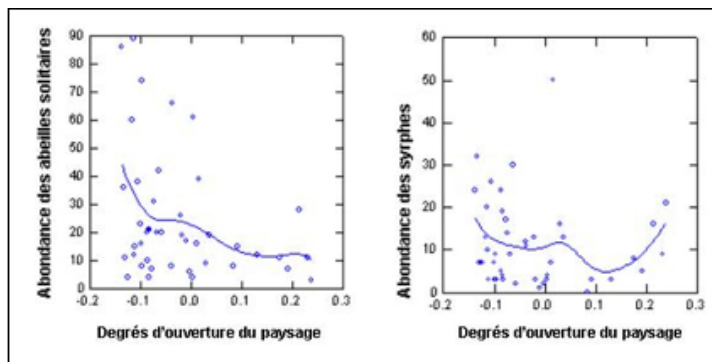 Abondance des abeilles solitaires
90
80
70
60
50
40
30
20
10
0
-0.2 -0.1 0.0 0.1 0.2 0.3
Degrés d'ouverture du paysage
Abondance des syrphes
60
50
40
30
20
10
0
-0.2 -0.1 0.0 0.1 0.2 0.3
Degrés d'ouverture du paysage